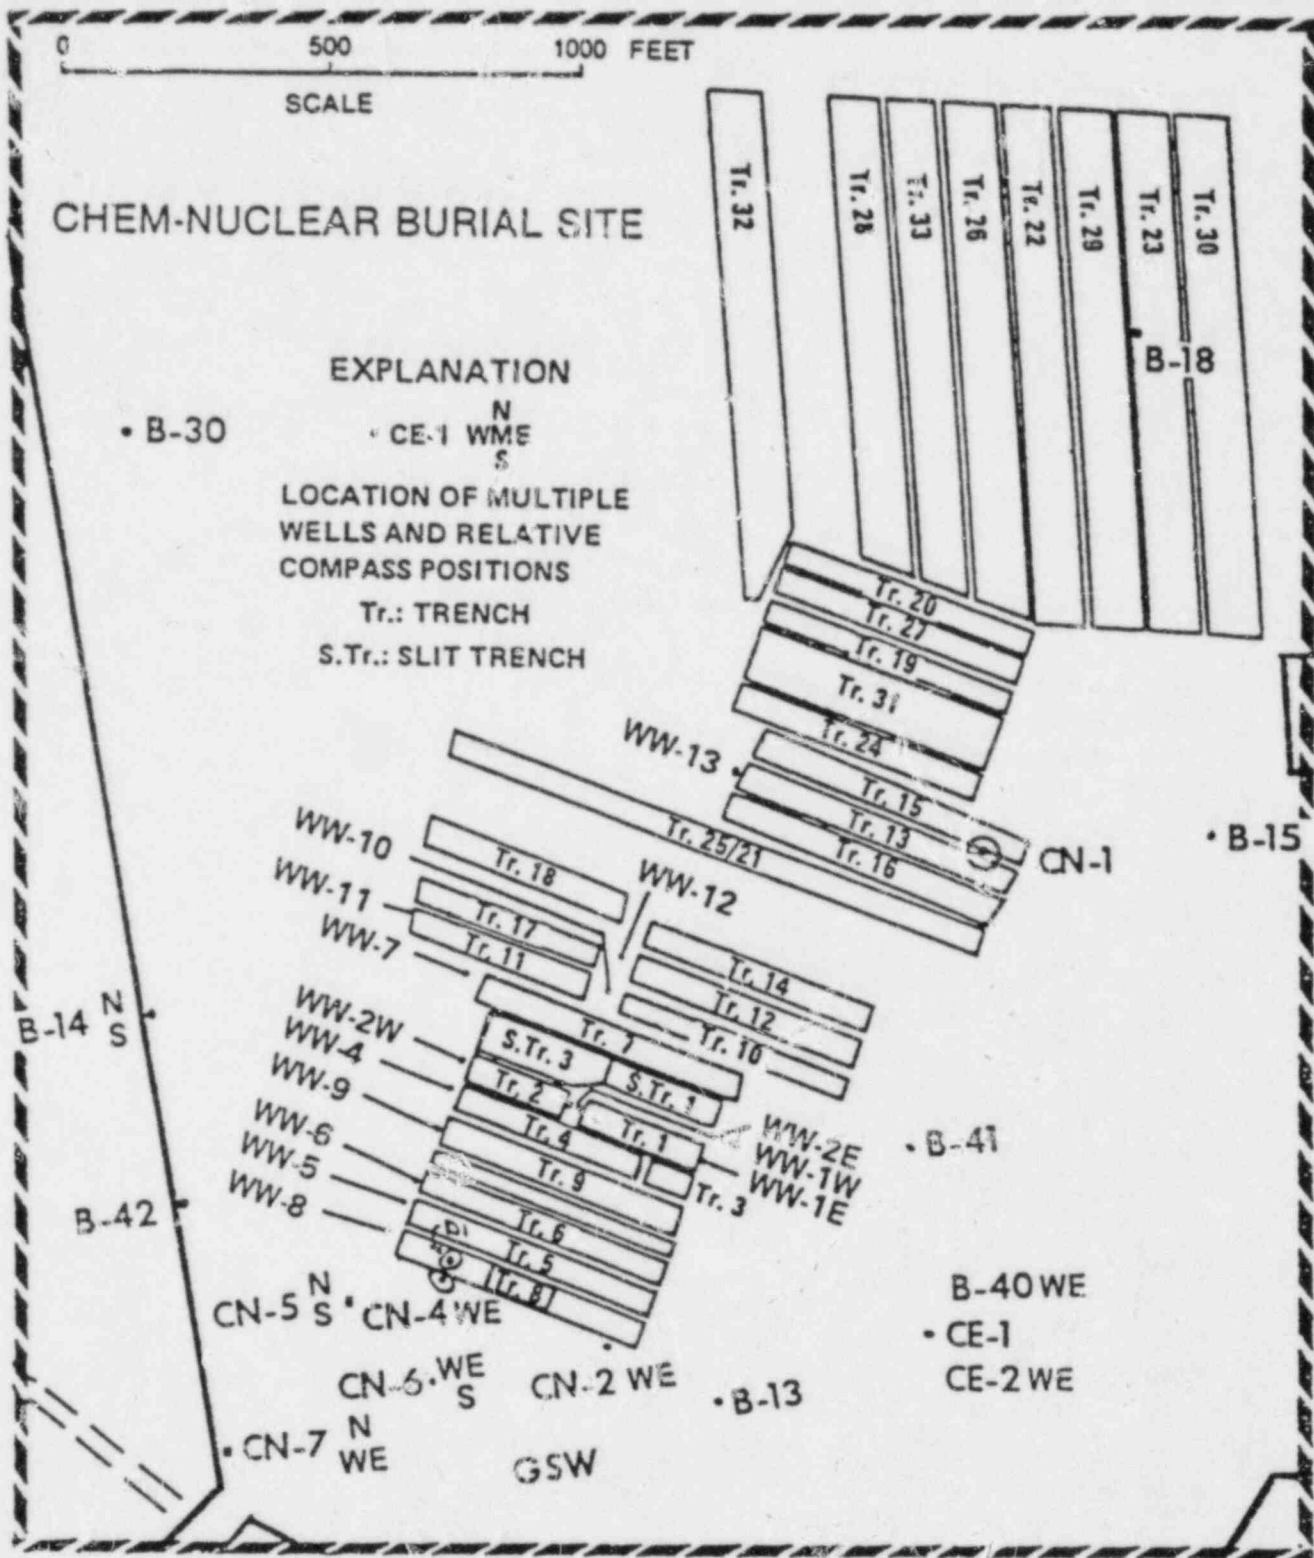 0 500 1000 FEET
SCALE
CHEM-NUCLEAR BURIAL SITE
EXPLANATION
N
CE-1 WME
S
LOCATION OF MULTIPLE
WELLS AND RELATIVE
COMPASS POSITIONS
Tr.: TRENCH
S.Tr.: SLIT TRENCH
Tr. 32
Tr. 28
Tr. 33
Tr. 26
Tr. 22
Tr. 29
Tr. 23
Tr. 30
B-18
B-30
Tr. 20
Tr. 27
Tr. 19
Tr. 31
Tr. 24
WW-13
Tr. 15
Tr. 13
Tr. 16
Tr. 25/21
CN-1
B-15
WW-10
Tr. 18
WW-12
WW-11
Tr. 17
WW-7
Tr. 11
Tr. 14
Tr. 12
Tr. 10
Tr. 7
N
B-14
S
WW-2W
S.Tr. 3
S.Tr. 1
WW-4
Tr. 2
Tr. 1
WW-9
Tr. 4
WW-2E
WW-1W
WW-1E
B-41
WW-6
Tr. 9
Tr. 3
WW-5
Tr. 6
WW-8
Tr. 5
Tr. 8
B-42
N
CN-5
S
CN-4 WE
B-40 WE
CE-1
CE-2 WE
CN-6 WE
S
CN-2 WE
B-13
N
CN-7
WE
GSW